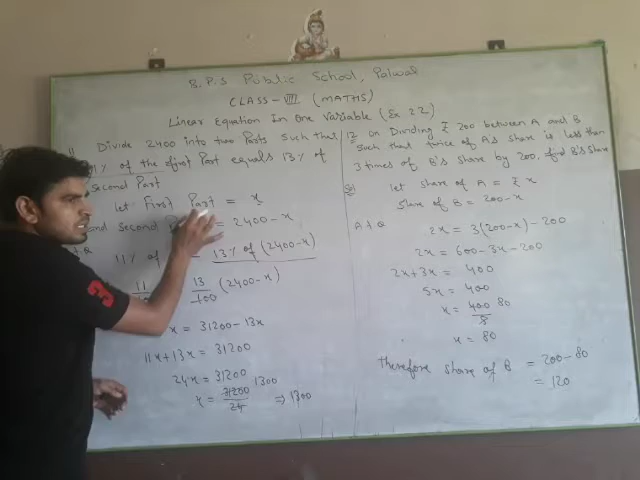 B.P.S Public School, Palwal
CLASS - VIII (MATHS)
Linear Equation In One Variable (Ex 2.2)
11 Divide 2400 into two Parts such that
11% of the first Part equals 13% of
Second Part
let First Part = x
and Second = 2400 - x
11% of = 13% of (2400-x)
11 13/100 (2400-x)
x = 31200 - 13x
11x + 13x = 31200
24x = 31200
x = 31200/24 1300 ⇒ 1300
12 On Dividing ₹ 200 between A and B
Such that twice of A's share is less than
3 times of B's share by 200, find B's share
Sol let share of A = ₹ x
Share of B = 200 - x
A t Q 2x = 3(200-x) - 200
2x = 600 - 3x - 200
2x + 3x = 400
5x = 400
x = 400/5 80
x = 80
therefore share of B = 200 - 80
= 120
3